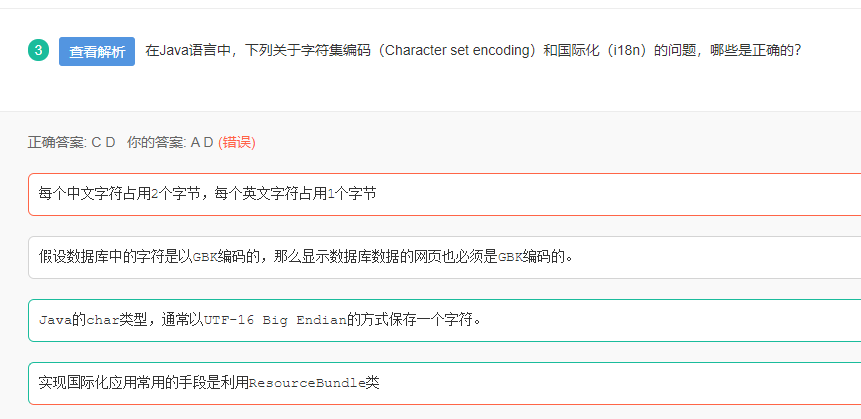 3 查看解析 在Java语言中，下列关于字符集编码（Character set encoding）和国际化（i18n）的问题，哪些是正确的？
正确答案: C D 你的答案: A D (错误)
每个中文字符占用2个字节，每个英文字符占用1个字节
假设数据库中的字符是以GBK编码的，那么显示数据库数据的网页也必须是GBK编码的。
Java的char类型，通常以UTF-16 Big Endian的方式保存一个字符。
实现国际化应用常用的手段是利用ResourceBundle类